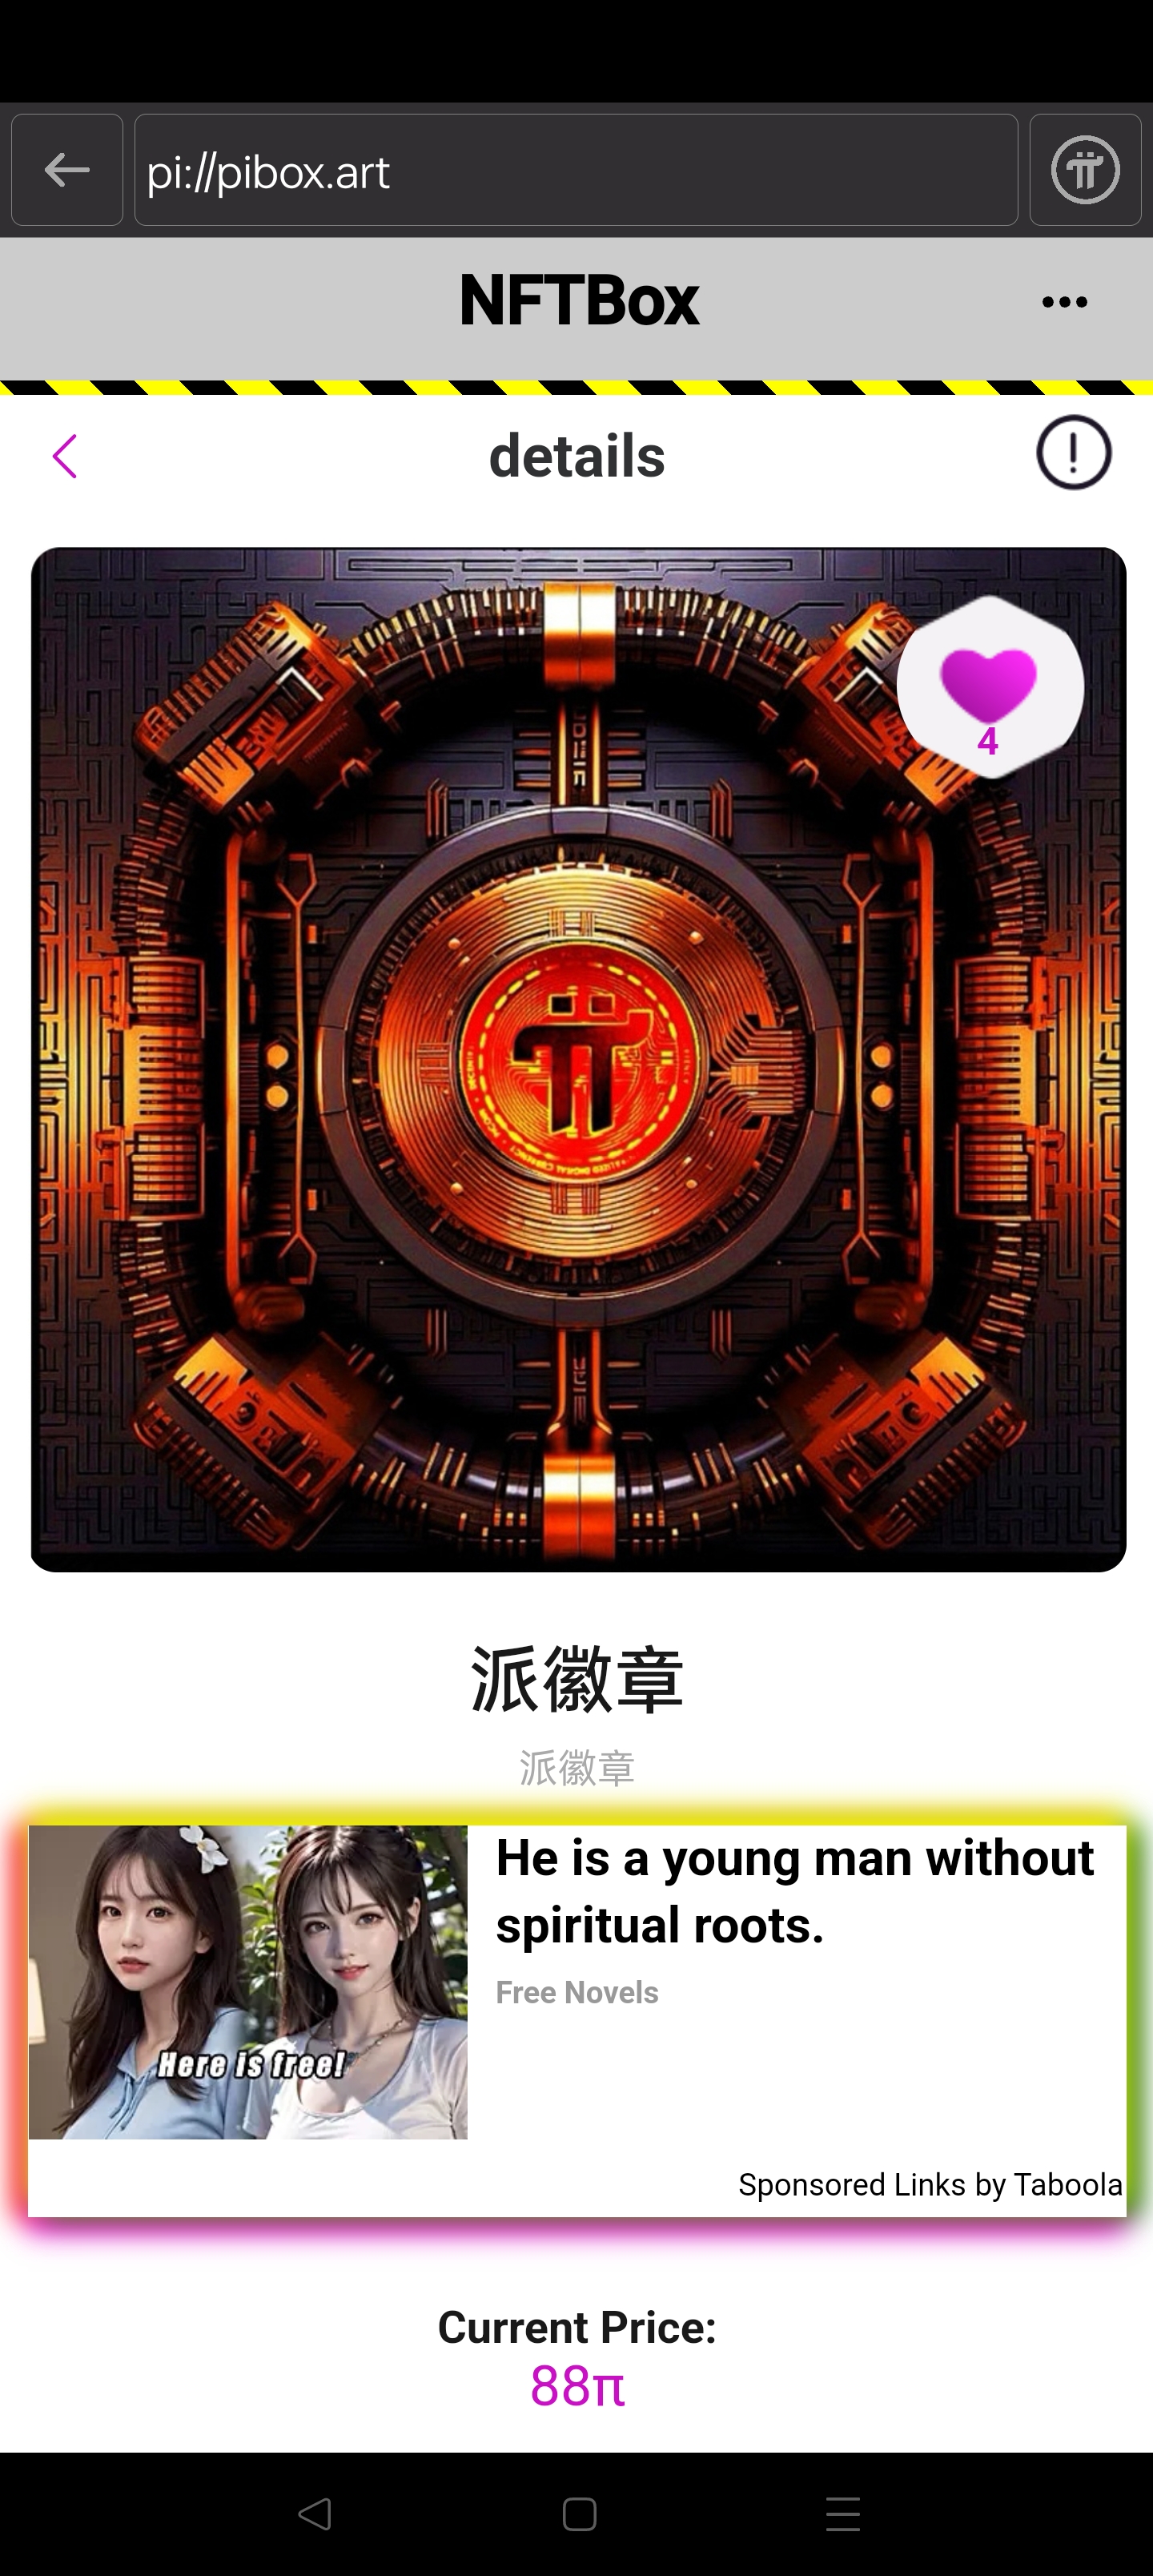 pi://pibox.art
NFTBox
details
4
派徽章
派徽章
He is a young man without
spiritual roots.
Free Novels
Here is free!
Sponsored Links by Taboola
Current Price:
88π